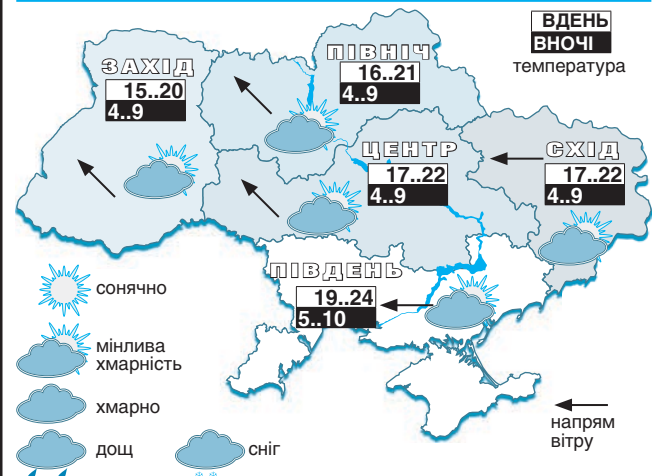 ВДЕНЬ
ВНОЧІ
температура
ЗАХІД
15..20
4..9
ПІВНІЧ
16..21
4..9
ЦЕНТР
17..22
4..9
СХІД
17..22
4..9
ПІВДЕНЬ
19..24
5..10
сонячно
мінлива
хмарність
хмарно
дощ
сніг
напрям
вітру